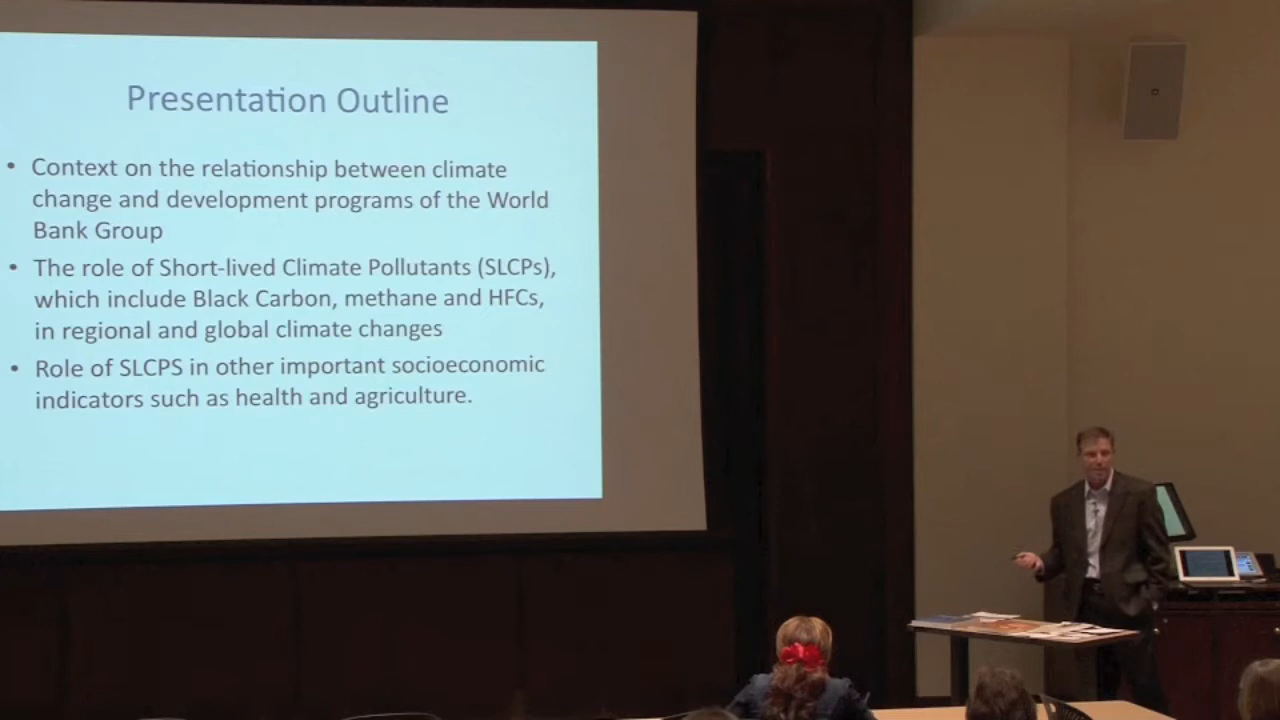 Presentation Outline
• Context on the relationship between climate
change and development programs of the World
Bank Group
• The role of Short-lived Climate Pollutants (SLCPs),
which include Black Carbon, methane and HFCs,
in regional and global climate changes
• Role of SLCPS in other important socioeconomic
indicators such as health and agriculture.